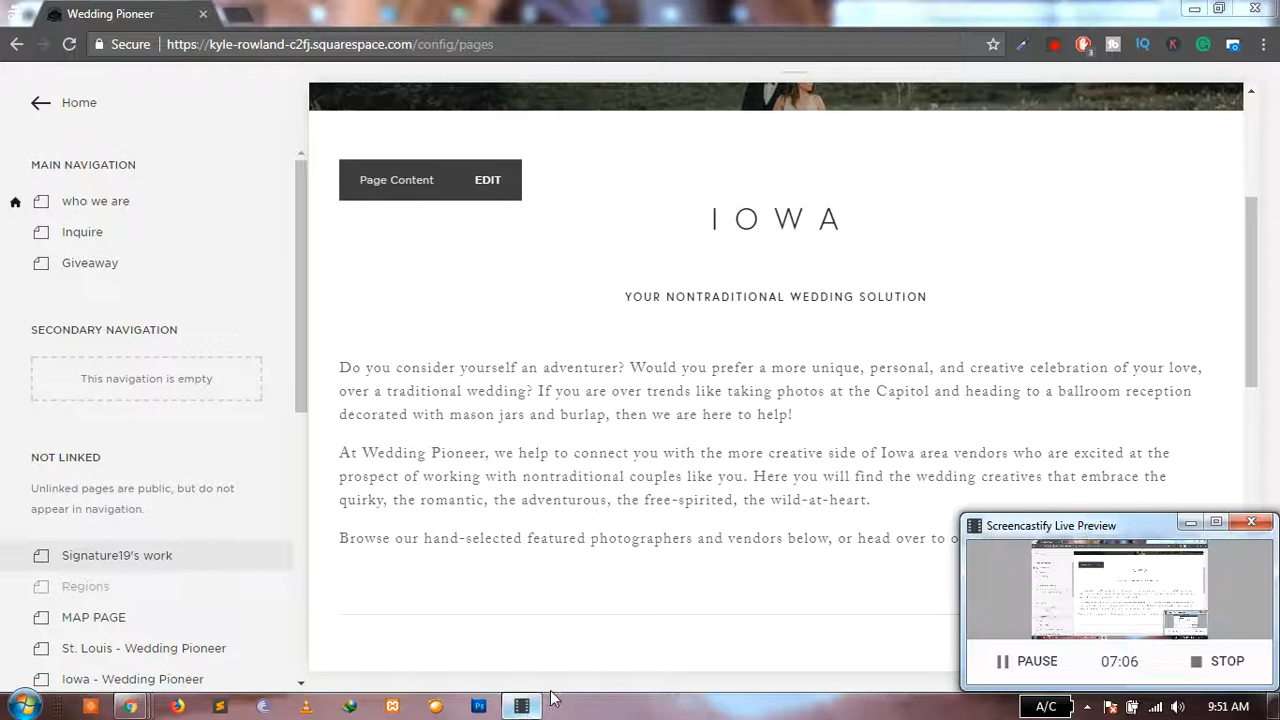 Wedding Pioneer
Secure https://kyle-rowland-c2fj.squarespace.com/config/pages
Home
MAIN NAVIGATION
who we are
Inquire
Giveaway
SECONDARY NAVIGATION
This navigation is empty
NOT LINKED
Unlinked pages are public, but do not
appear in navigation.
Signature19's work
Regions
MAP PAGE
St. Louis - Wedding Pioneer
Iowa - Wedding Pioneer
Page Content EDIT
IOWA
YOUR NONTRADITIONAL WEDDING SOLUTION
Do you consider yourself an adventurer? Would you prefer a more unique, personal, and creative celebration of your love,
over a traditional wedding? If you are over trends like taking photos at the Capitol and heading to a ballroom reception
decorated with mason jars and burlap, then we are here to help!
At Wedding Pioneer, we help to connect you with the more creative side of Iowa area vendors who are excited at the
prospect of working with nontraditional couples like you. Here you will find the wedding creatives that embrace the
quirky, the romantic, the adventurous, the free-spirited, the wild-at-heart.
Browse our hand-selected featured photographers and vendors below, or head over to
Screencastify Live Preview
PAUSE 07:06 STOP
A/C 9:51 AM